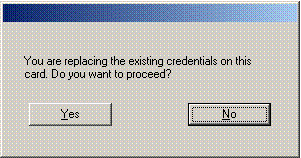 You are replacing the existing credentials on this
card. Do you want to proceed?
Yes
No